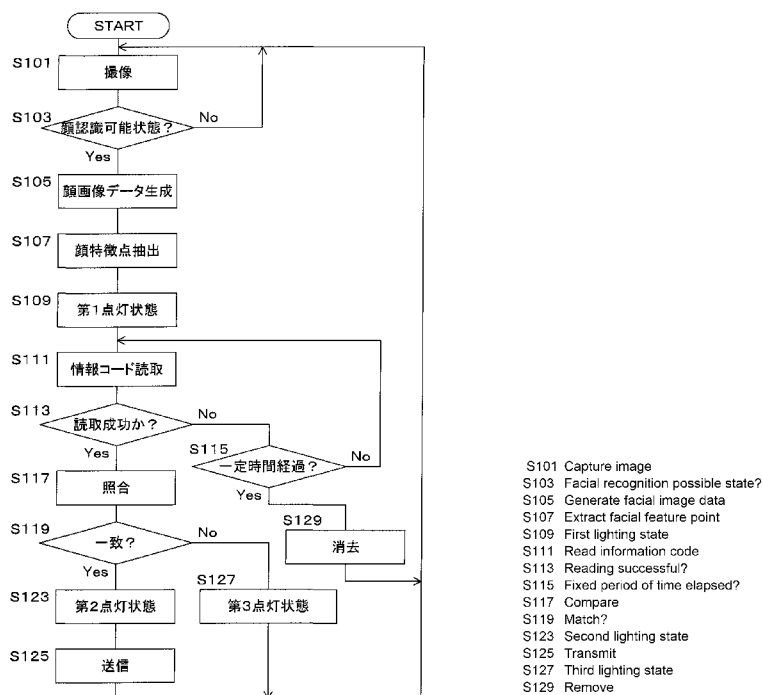 START
S101
撮像
S103
顔認識可能状態？
No
Yes
S105
顔画像データ生成
S107
顔特徴点抽出
S109
第1点灯状態
S111
情報コード読取
S113
読取成功か？
No
Yes
S115
一定時間経過？
No
Yes
S117
照合
S129
消去
S119
一致？
No
Yes
S127
第3点灯状態
S123
第2点灯状態
S125
送信
S101 Capture image
S103 Facial recognition possible state?
S105 Generate facial image data
S107 Extract facial feature point
S109 First lighting state
S111 Read information code
S113 Reading successful?
S115 Fixed period of time elapsed?
S117 Compare
S119 Match?
S123 Second lighting state
S125 Transmit
S127 Third lighting state
S129 Remove